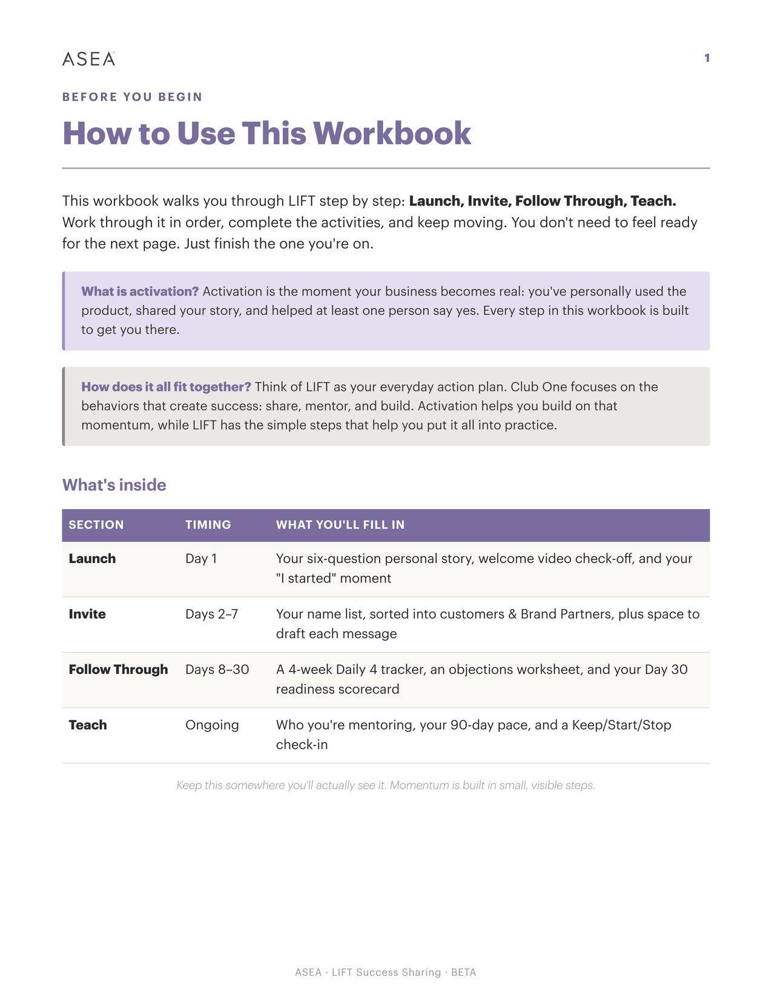 ASEA
1
BEFORE YOU BEGIN
How to Use This Workbook
This workbook walks you through LIFT step by step: Launch, Invite, Follow Through, Teach.
Work through it in order, complete the activities, and keep moving. You don't need to feel ready
for the next page. Just finish the one you're on.
What is activation? Activation is the moment your business becomes real: you've personally used the
product, shared your story, and helped at least one person say yes. Every step in this workbook is built
to get you there.
How does it all fit together? Think of LIFT as your everyday action plan. Club One focuses on the
behaviors that create success: share, mentor, and build. Activation helps you build on that
momentum, while LIFT has the simple steps that help you put it all into practice.
What's inside
SECTION TIMING WHAT YOU'LL FILL IN
Launch Day 1 Your six-question personal story, welcome video check-off, and your
"I started" moment
Invite Days 2–7 Your name list, sorted into customers & Brand Partners, plus space to
draft each message
Follow Through Days 8–30 A 4-week Daily 4 tracker, an objections worksheet, and your Day 30
readiness scorecard
Teach Ongoing Who you're mentoring, your 90-day pace, and a Keep/Start/Stop
check-in
Keep this somewhere you'll actually see it. Momentum is built in small, visible steps.
ASEA · LIFT Success Sharing · BETA